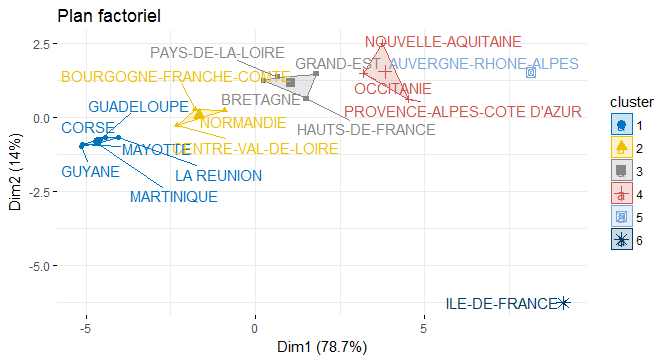 Plan factoriel
NOUVELLE-AQUITAINE
2.5
PAYS-DE-LA-LOIRE
GRAND-EST
AUVERGNE-RHONE-ALPES
BOURGOGNE-FRANCHE-COMTE
OCCITANIE
BRETAGNE
GUADELOUPE
PROVENCE-ALPES-COTE D'AZUR
0.0
NORMANDIE
CORSE
HAUTS-DE-FRANCE
MAYOTTE
CENTRE-VAL-DE-LOIRE
GUYANE
LA REUNION
MARTINIQUE
-2.5
-5.0
ILE-DE-FRANCE
Dim2 (14%)
-5
0
5
Dim1 (78.7%)
cluster
1
2
3
4
5
6